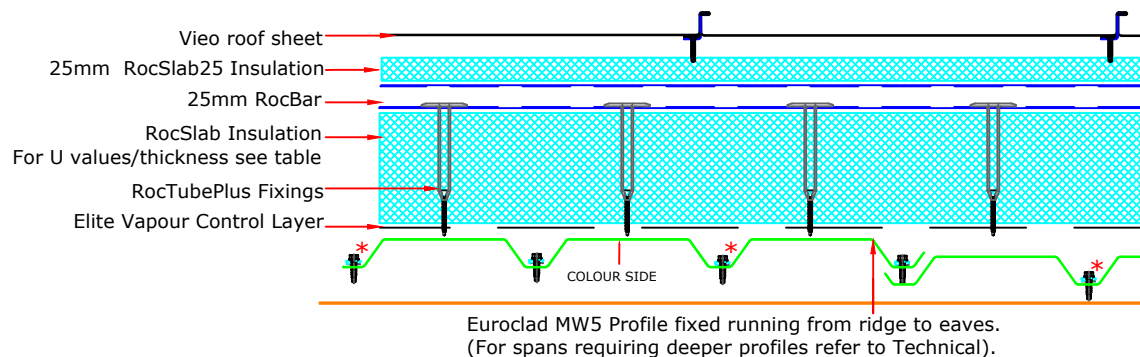 Vieo roof sheet
25mm  RocSlab25 Insulation
25mm RocBar
RocSlab Insulation
For U values/thickness see table
RocTubePlus Fixings
Elite Vapour Control Layer
* * *
COLOUR SIDE
Euroclad MW5 Profile fixed running from ridge to eaves.
(For spans requiring deeper profiles refer to Technical).